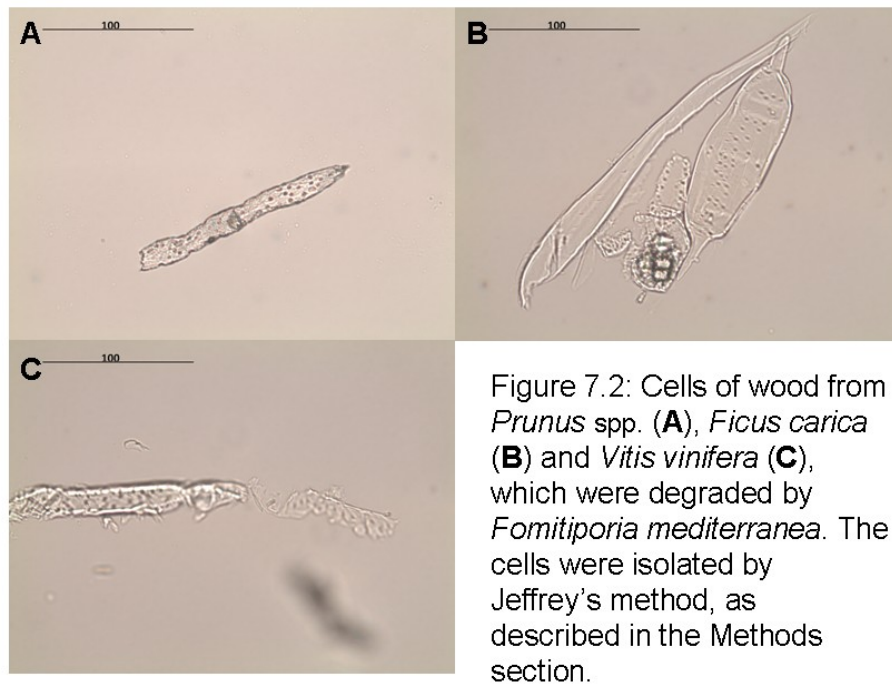 A
100
B
100
C
100
Figure 7.2: Cells of wood from
Prunus spp. (A), Ficus carica
(B) and Vitis vinifera (C),
which were degraded by
Fomitiporia mediterranea. The
cells were isolated by
Jeffrey’s method, as
described in the Methods
section.